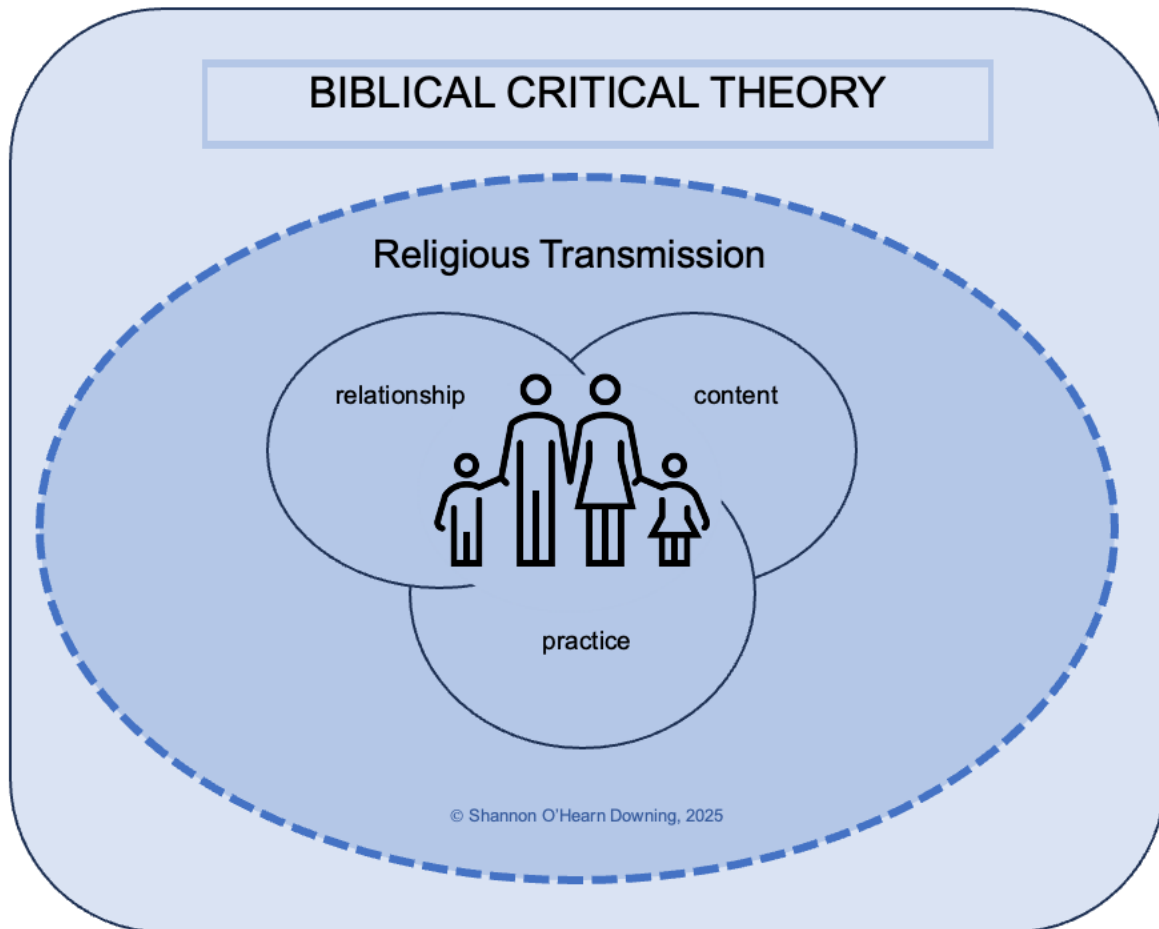 BIBLICAL CRITICAL THEORY
Religious Transmission
relationship
content
practice
© Shannon O’Hearn Downing, 2025